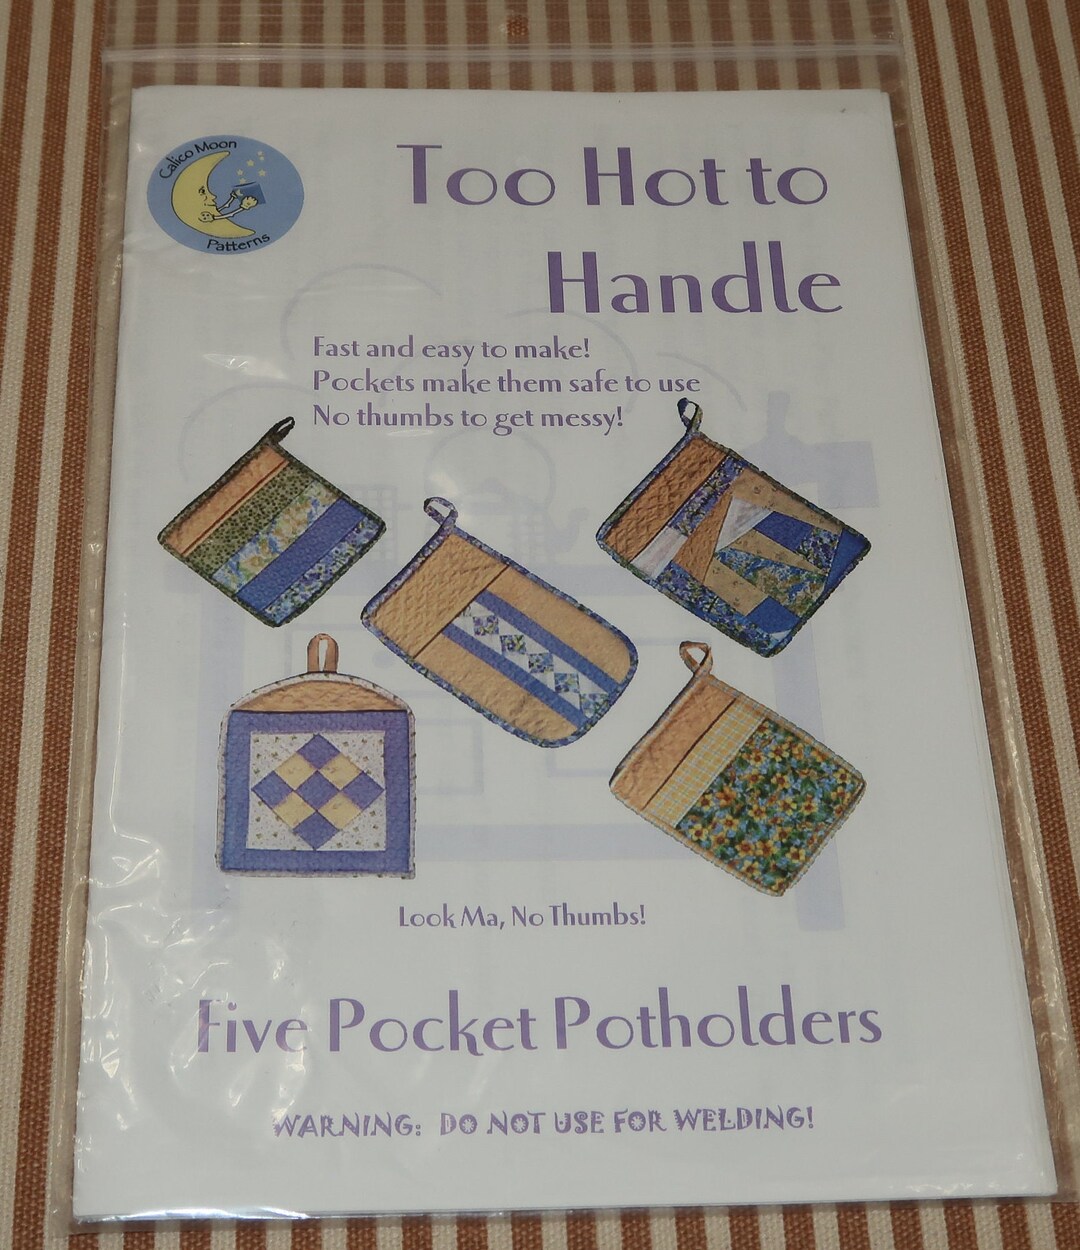 Calico Moon
Patterns
Too Hot to
Handle
Fast and easy to make!
Pockets make them safe to use
No thumbs to get messy!
Look Ma, No Thumbs!
Five Pocket Potholders
WARNING: DO NOT USE FOR WELDING!